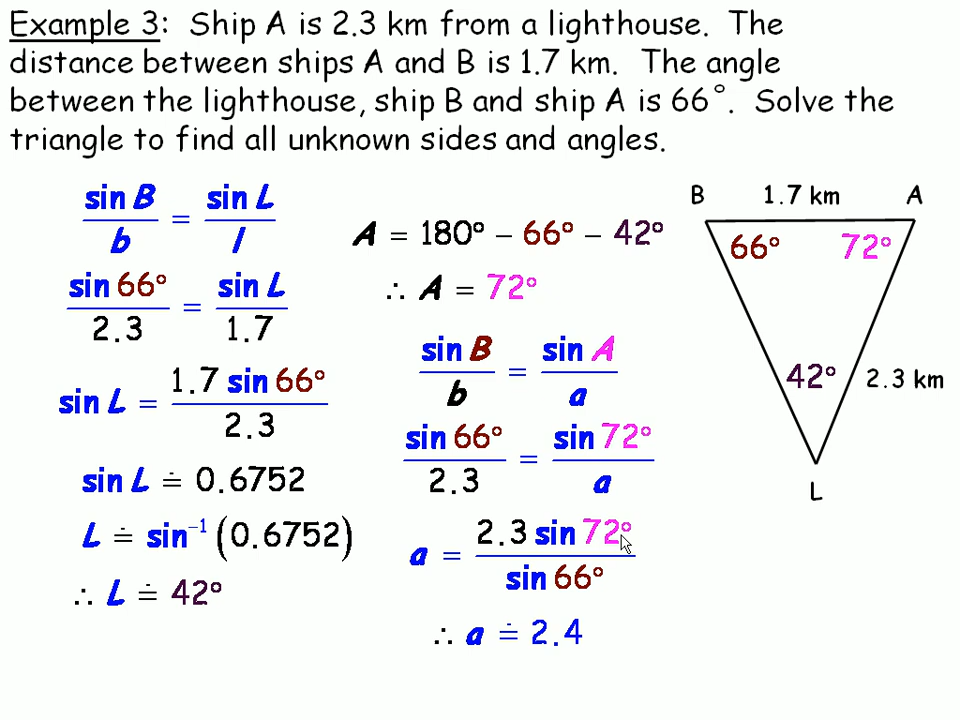 Example 3: Ship A is 2.3 km from a lighthouse. The
distance between ships A and B is 1.7 km. The angle
between the lighthouse, ship B and ship A is 66°. Solve the
triangle to find all unknown sides and angles.
sin B / b = sin L / l
sin 66° / 2.3 = sin L / 1.7
sin L = 1.7 sin 66° / 2.3
sin L ≐ 0.6752
L ≐ sin⁻¹(0.6752)
∴ L ≐ 42°
A = 180° − 66° − 42°
∴ A = 72°
sin B / b = sin A / a
sin 66° / 2.3 = sin 72° / a
a = 2.3 sin 72° / sin 66°
∴ a ≐ 2.4
B 1.7 km A
66° 72°
42° 2.3 km
L